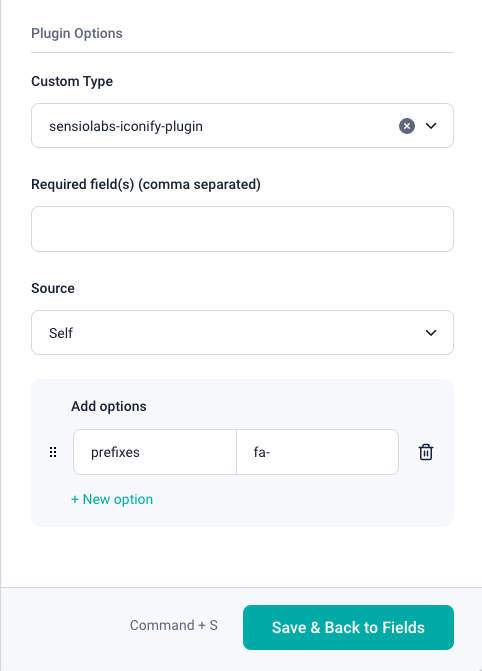 Plugin Options
Custom Type
sensiolabs-iconify-plugin
Required field(s) (comma separated)
Source
Self
Add options
prefixes fa-
+ New option
Command + S Save & Back to Fields